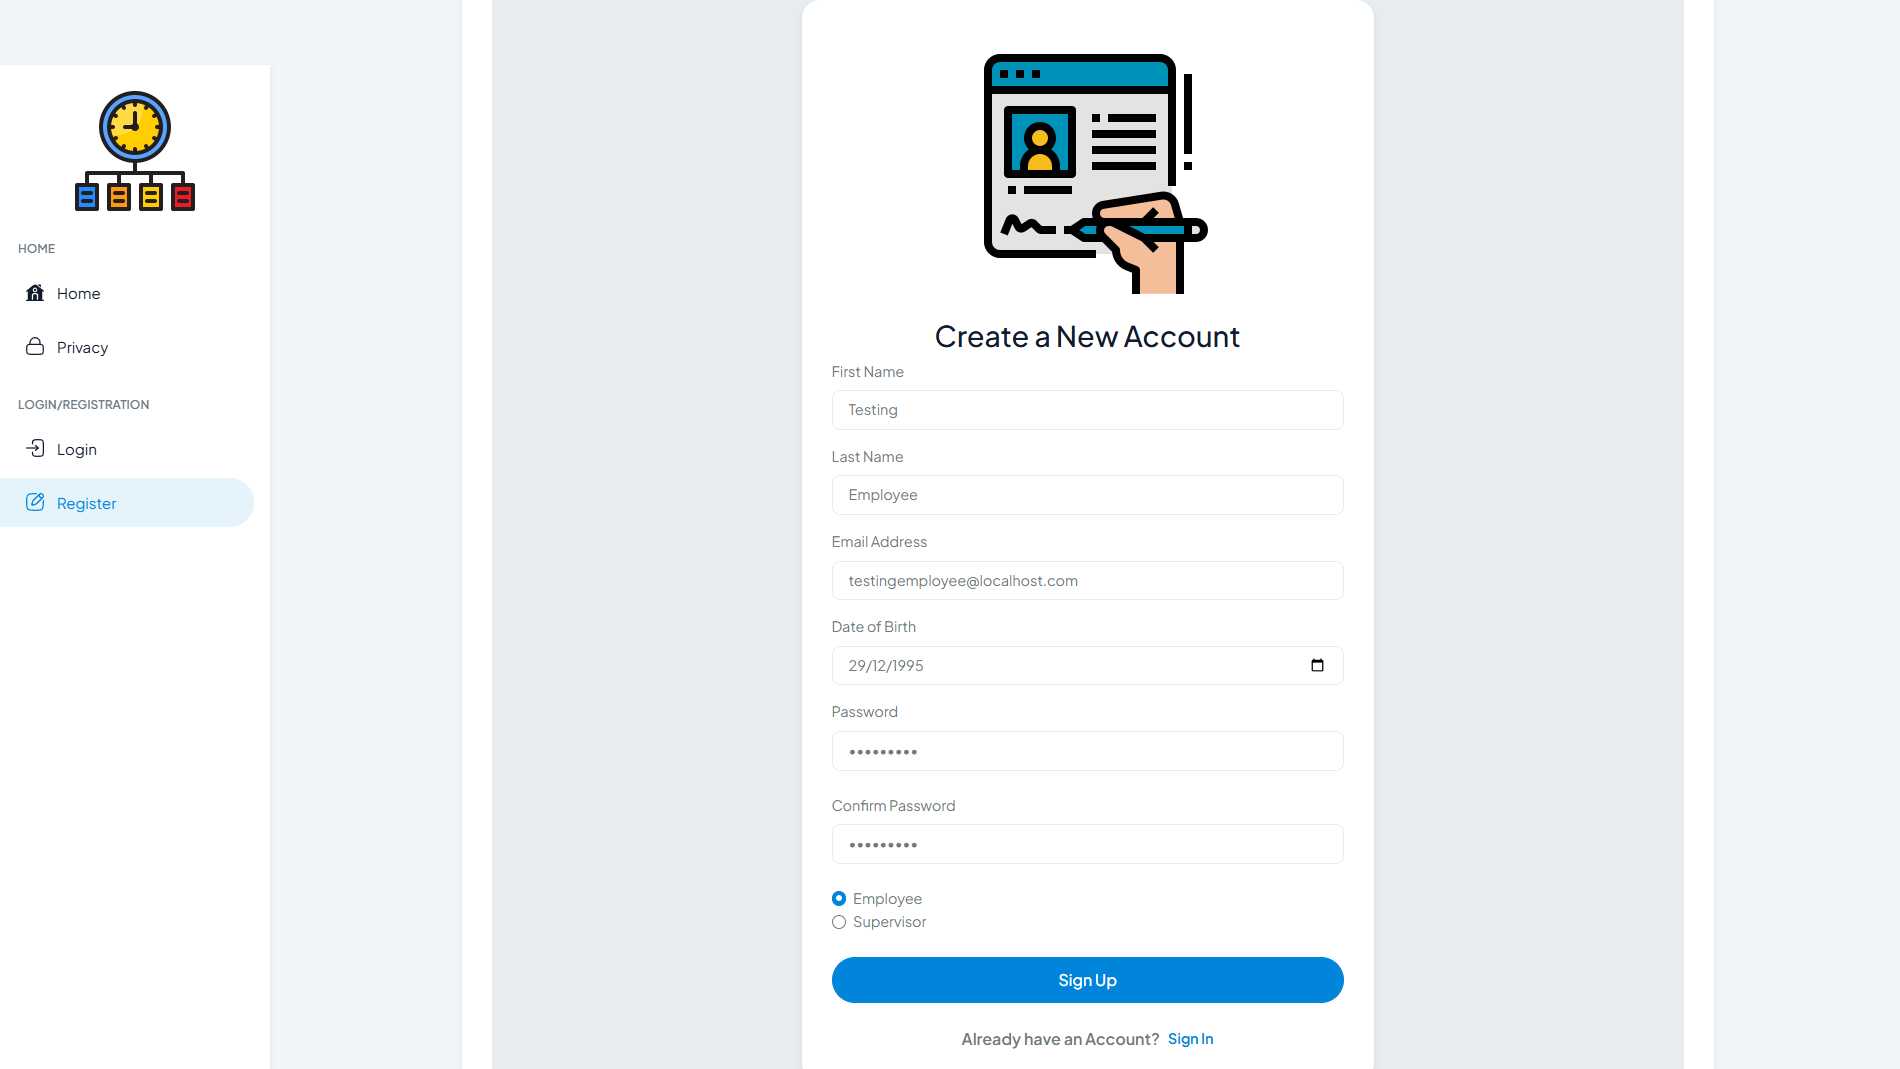 HOME
Home
Privacy
LOGIN/REGISTRATION
Login
Register
Create a New Account
First Name
Testing
Last Name
Employee
Email Address
testingemployee@localhost.com
Date of Birth
29/12/1995
Password
•••••••••
Confirm Password
•••••••••
Employee
Supervisor
Sign Up
Already have an Account? Sign In